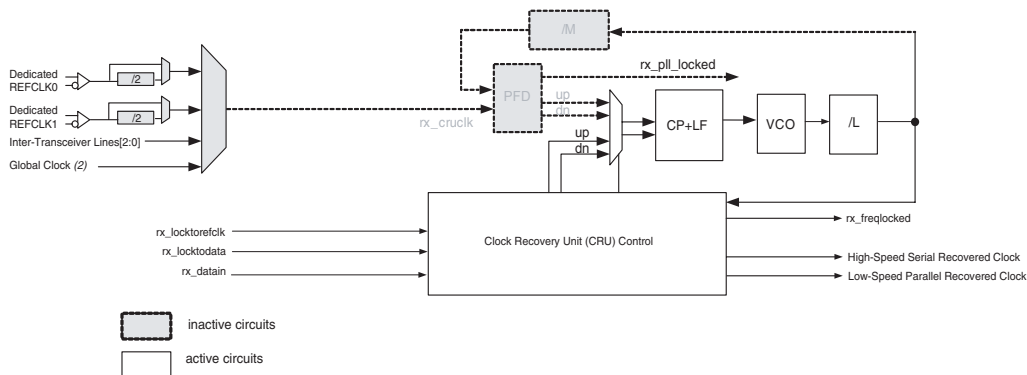 /M
rx_pll_locked
Dedicated
REFCLK0
/2
PFD
up
dn
Dedicated
REFCLK1
/2
rx_cruclk
CP+LF
VCO
/L
up
dn
Inter-Transceiver Lines[2:0]
Global Clock (2)
rx_locktorefclk
rx_locktodata
rx_datain
Clock Recovery Unit (CRU) Control
rx_freqlocked
High-Speed Serial Recovered Clock
Low-Speed Parallel Recovered Clock
inactive circuits
active circuits